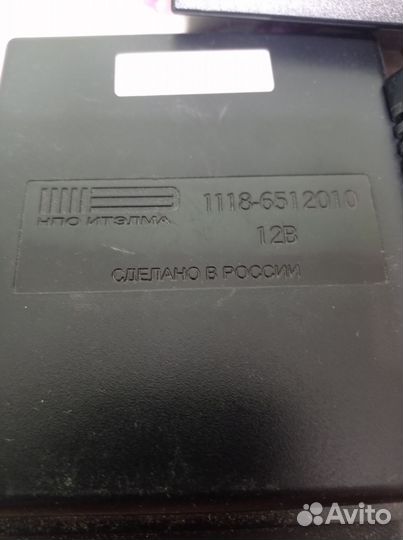 НПО ИТЭЛМА
1118-6512010
12В
СДЕЛАНО В РОССИИ
Avito